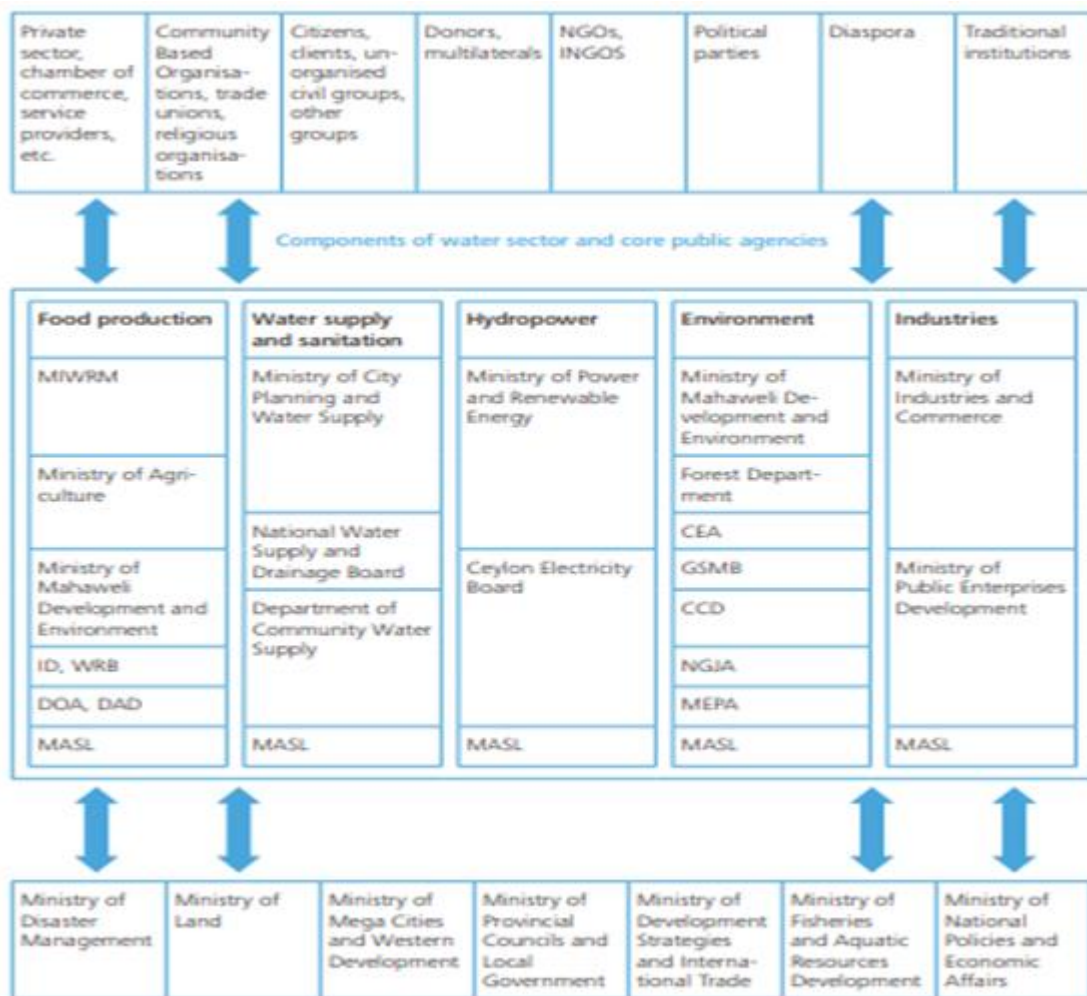 Private
sector,
chamber of
commerce,
service
providers,
etc.
Community
Based
Organisa-
tions, trade
unions,
religious
organisa-
tions
Citizens,
clients, un-
organised
civil groups,
other
groups
Donors,
multilaterals
NGOs,
INGOS
Political
parties
Diaspora
Traditional
institutions
Components of water sector and core public agencies
Food production
MIWRM
Ministry of Agri-
culture
Ministry of
Mahaweli
Development and
Environment
ID, WRB
DOA, DAD
MASL
Water supply
and sanitation
Ministry of City
Planning and
Water Supply
National Water
Supply and
Drainage Board
Department of
Community Water
Supply
MASL
Hydropower
Ministry of Power
and Renewable
Energy
Ceylon Electricity
Board
MASL
Environment
Ministry of
Mahaweli De-
velopment and
Environment
Forest Depart-
ment
CEA
GSMB
CCD
NGJA
MEPA
MASL
Industries
Ministry of
Industries and
Commerce
Ministry of
Public Enterprises
Development
MASL
Ministry of
Disaster
Management
Ministry of
Land
Ministry of
Mega Cities
and Western
Development
Ministry of
Provincial
Councils and
Local
Government
Ministry of
Development
Strategies
and Interna-
tional Trade
Ministry of
Fisheries
and Aquatic
Resources
Development
Ministry of
National
Policies and
Economic
Affairs